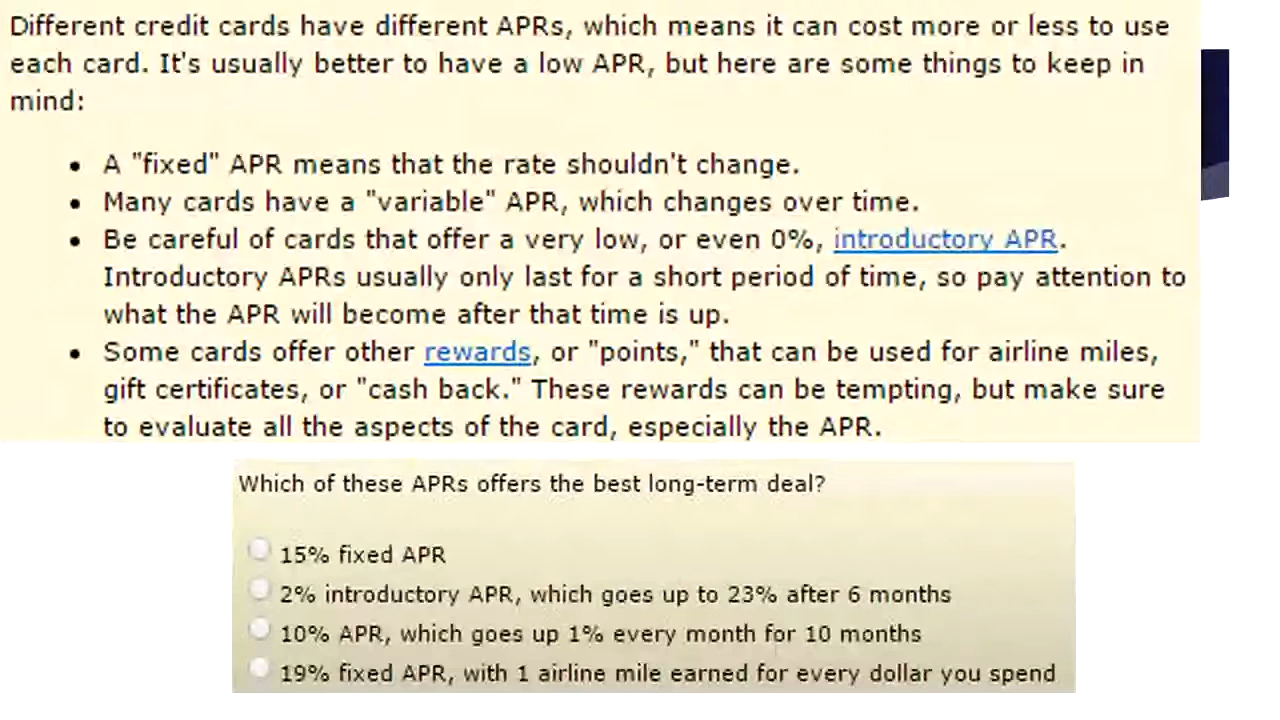 Different credit cards have different APRs, which means it can cost more or less to use
each card. It's usually better to have a low APR, but here are some things to keep in
mind:
• A "fixed" APR means that the rate shouldn't change.
• Many cards have a "variable" APR, which changes over time.
• Be careful of cards that offer a very low, or even 0%, introductory APR.
Introductory APRs usually only last for a short period of time, so pay attention to
what the APR will become after that time is up.
• Some cards offer other rewards, or "points," that can be used for airline miles,
gift certificates, or "cash back." These rewards can be tempting, but make sure
to evaluate all the aspects of the card, especially the APR.
Which of these APRs offers the best long-term deal?
15% fixed APR
2% introductory APR, which goes up to 23% after 6 months
10% APR, which goes up 1% every month for 10 months
19% fixed APR, with 1 airline mile earned for every dollar you spend